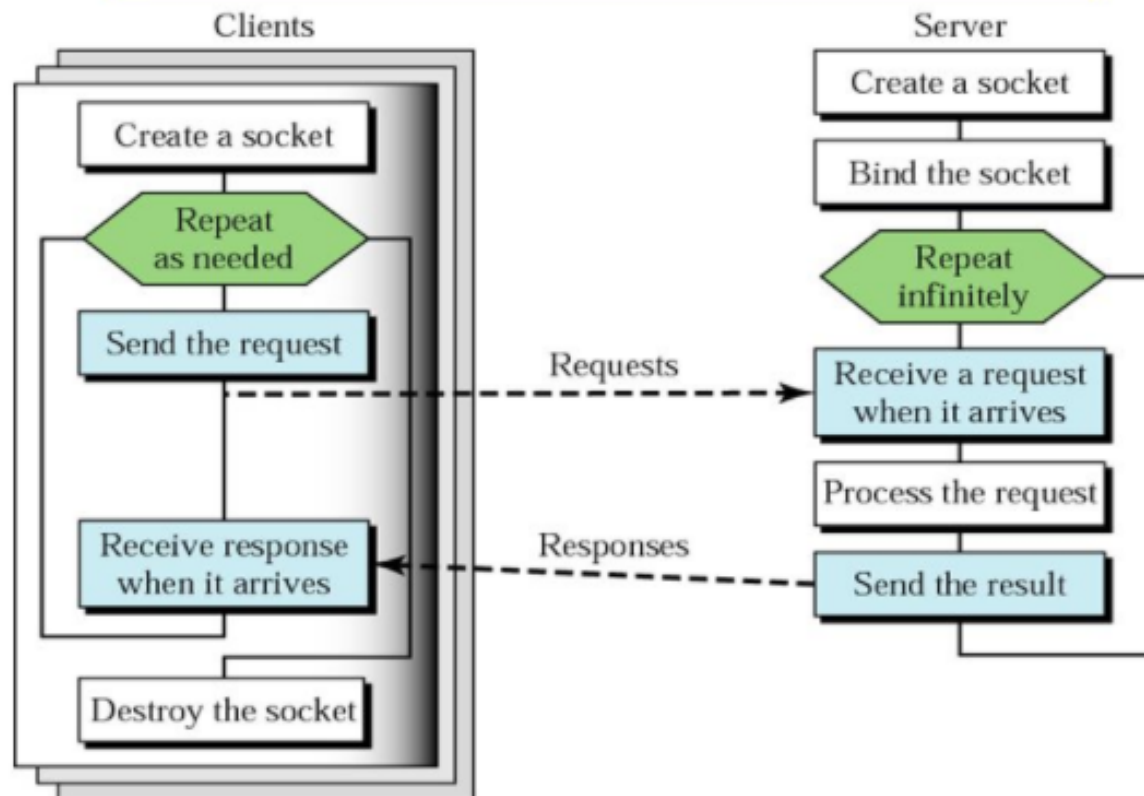 Clients
Create a socket
Repeat
as needed
Send the request
Receive response
when it arrives
Destroy the socket
Requests
Responses
Server
Create a socket
Bind the socket
Repeat
infinitely
Receive a request
when it arrives
Process the request
Send the result